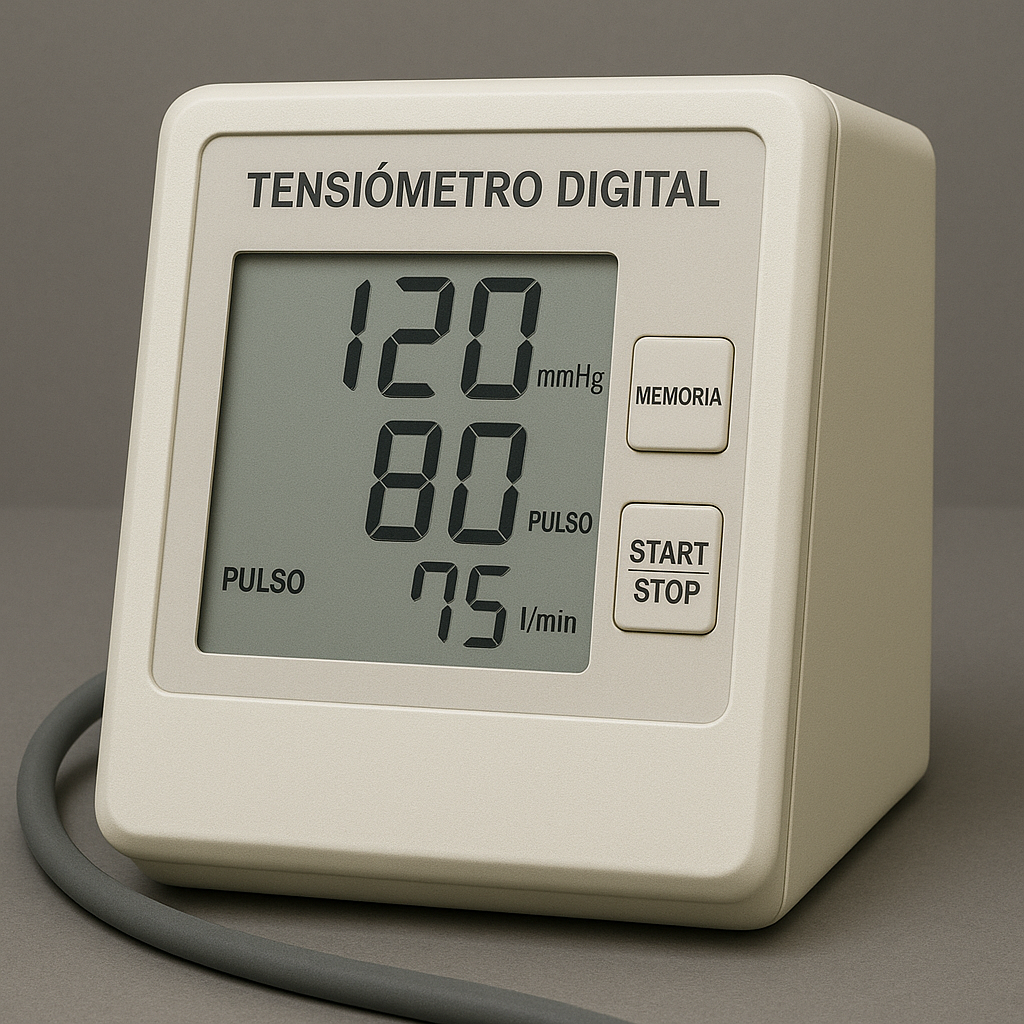 TENSIÓMETRO DIGITAL
120 mmHg
MEMORIA
80 PULSO
START
STOP
PULSO 75 l/min